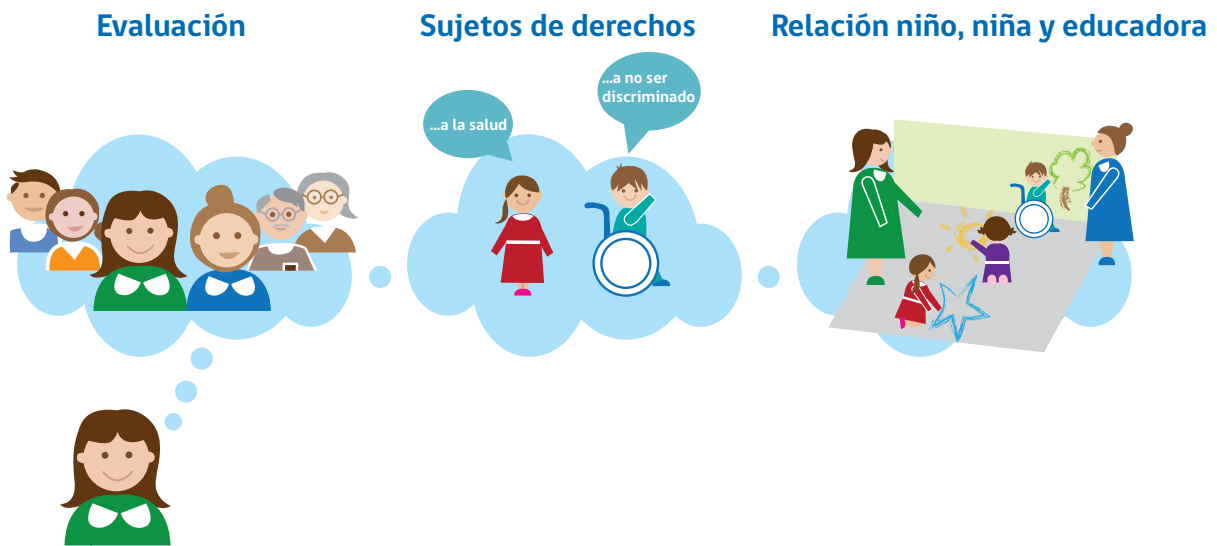 Evaluación
Sujetos de derechos
Relación niño, niña y educadora
...a la salud
...a no ser
discriminado